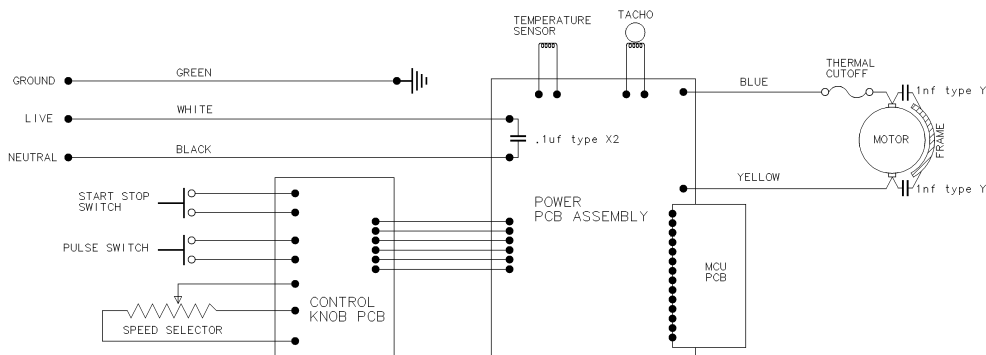 TEMPERATURE
SENSOR
TACHO
GROUND
GREEN
BLUE
THERMAL
CUTOFF
1nf type Y
LIVE
WHITE
.1uf type X2
MOTOR
FRAME
NEUTRAL
BLACK
YELLOW
1nf type Y
START STOP
SWITCH
POWER
PCB ASSEMBLY
PULSE SWITCH
MCU
PCB
CONTROL
KNOB PCB
SPEED SELECTOR